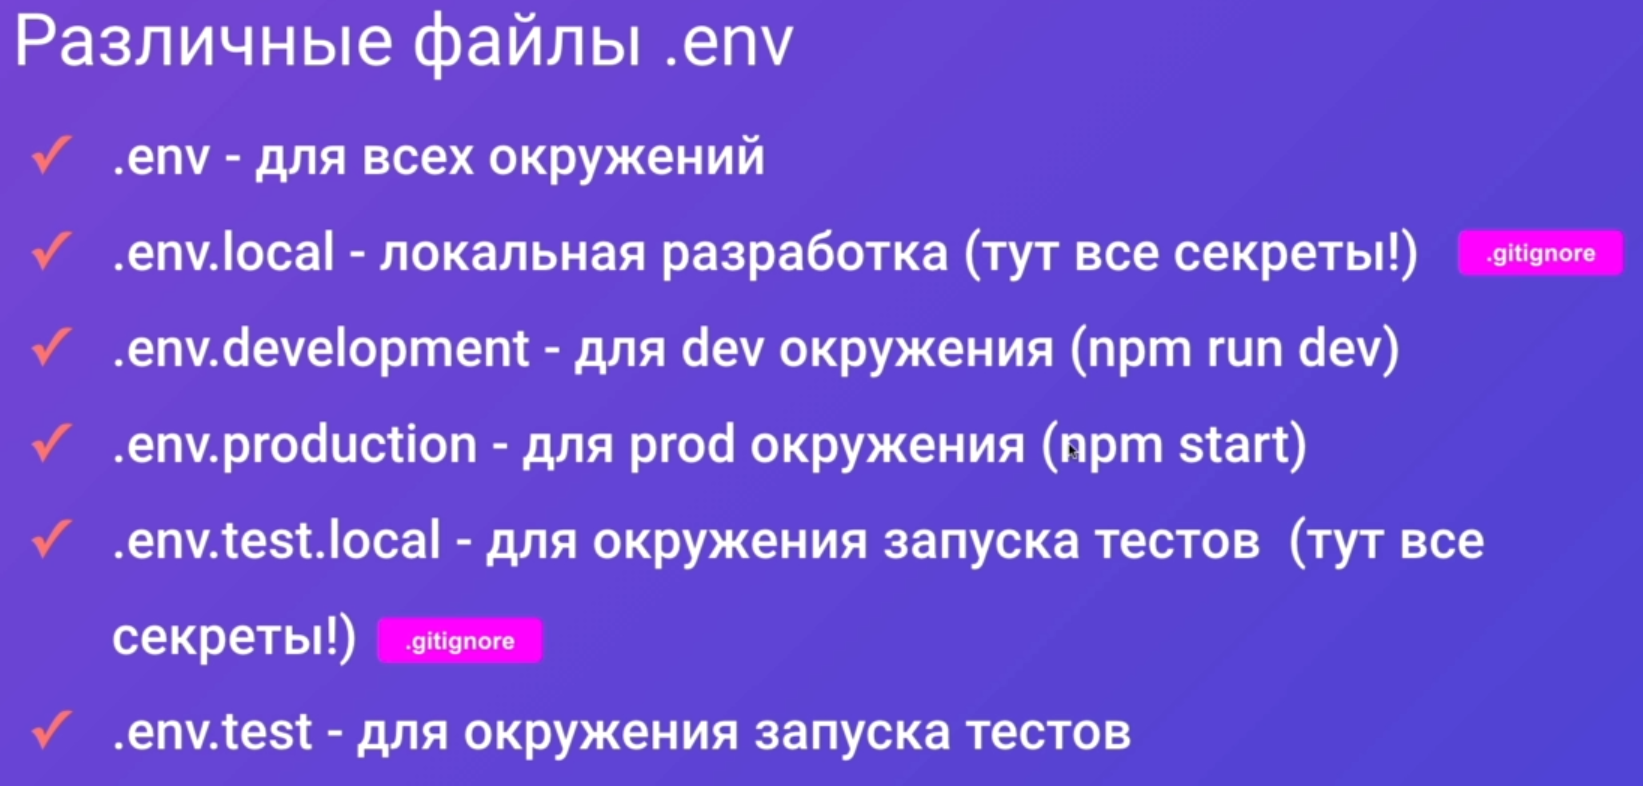 Различные файлы .env
✓ .env - для всех окружений
✓ .env.local - локальная разработка (тут все секреты!) .gitignore
✓ .env.development - для dev окружения (npm run dev)
✓ .env.production - для prod окружения (npm start)
✓ .env.test.local - для окружения запуска тестов (тут все
секреты!) .gitignore
✓ .env.test - для окружения запуска тестов